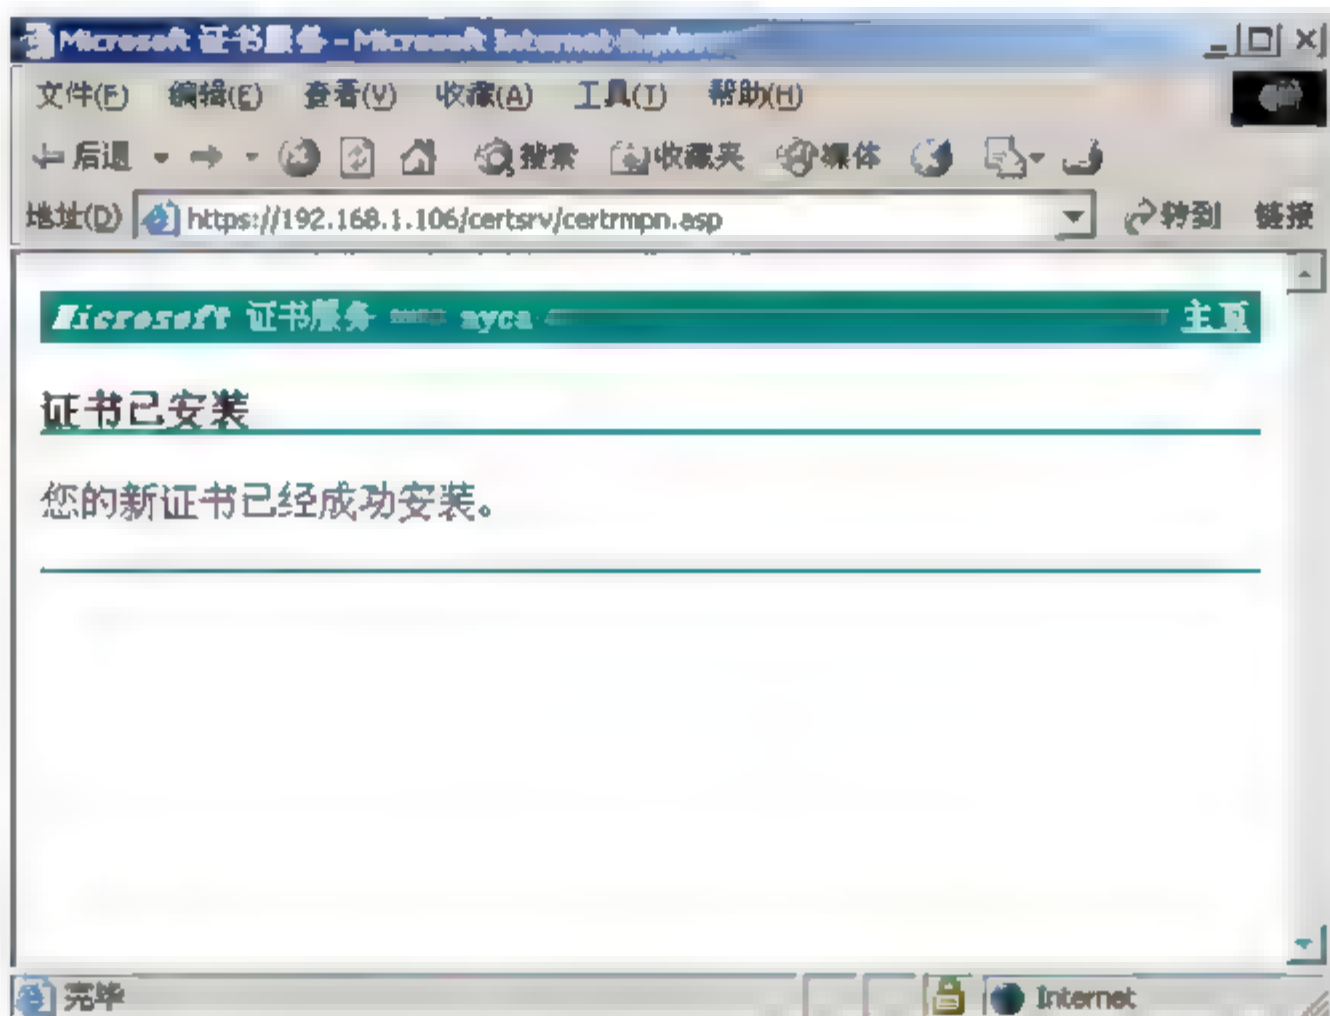 Microsoft 证书服务 - Microsoft Internet Explorer
文件(F) 编辑(E) 查看(V) 收藏(A) 工具(T) 帮助(H)
后退 搜索 收藏夹 媒体
地址(D) https://192.168.1.106/certsrv/certrmpn.asp 转到 链接
Microsoft 证书服务 -- myca 主页
证书已安装
您的新证书已经成功安装。
完毕 Internet